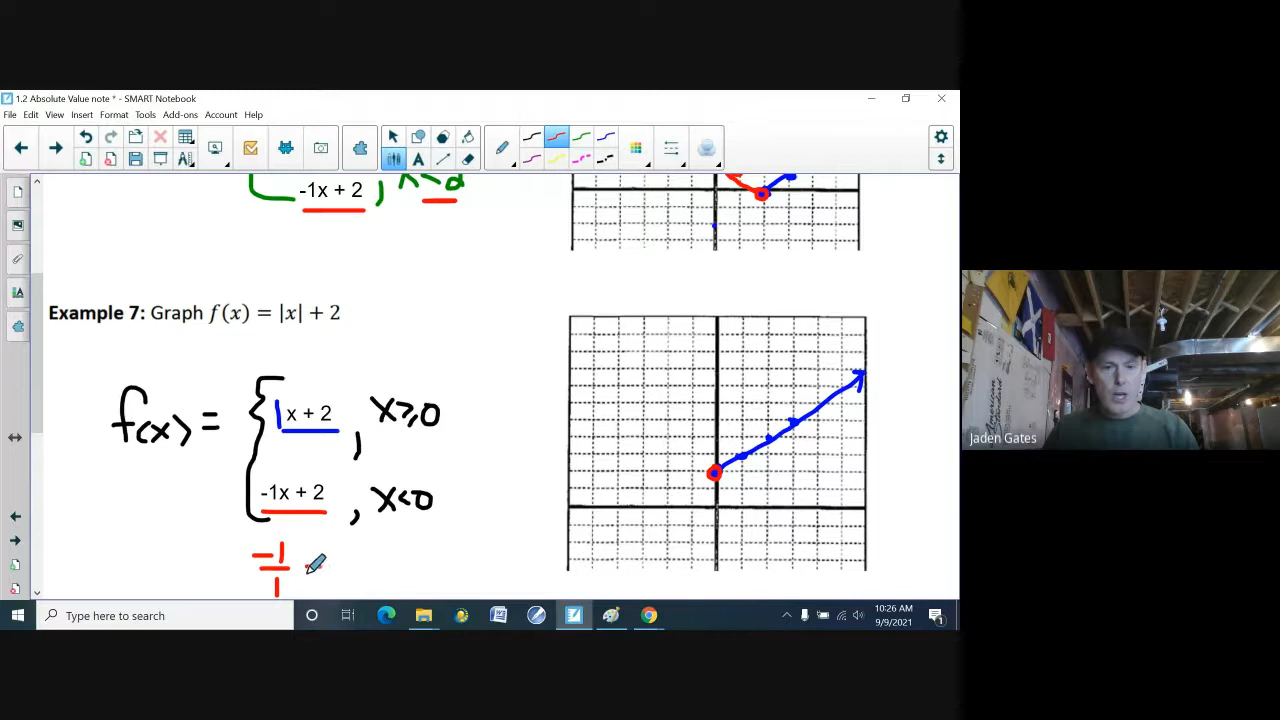 1.2 Absolute Value note * - SMART Notebook
File Edit View Insert Format Tools Add-ons Account Help
-1x + 2 , x<2
Example 7: Graph f(x) = |x| + 2
f(x) = { 1x + 2 , x≥0
-1x + 2 , x<0
-1
1
Jaden Gates
Type here to search
10:26 AM
9/9/2021